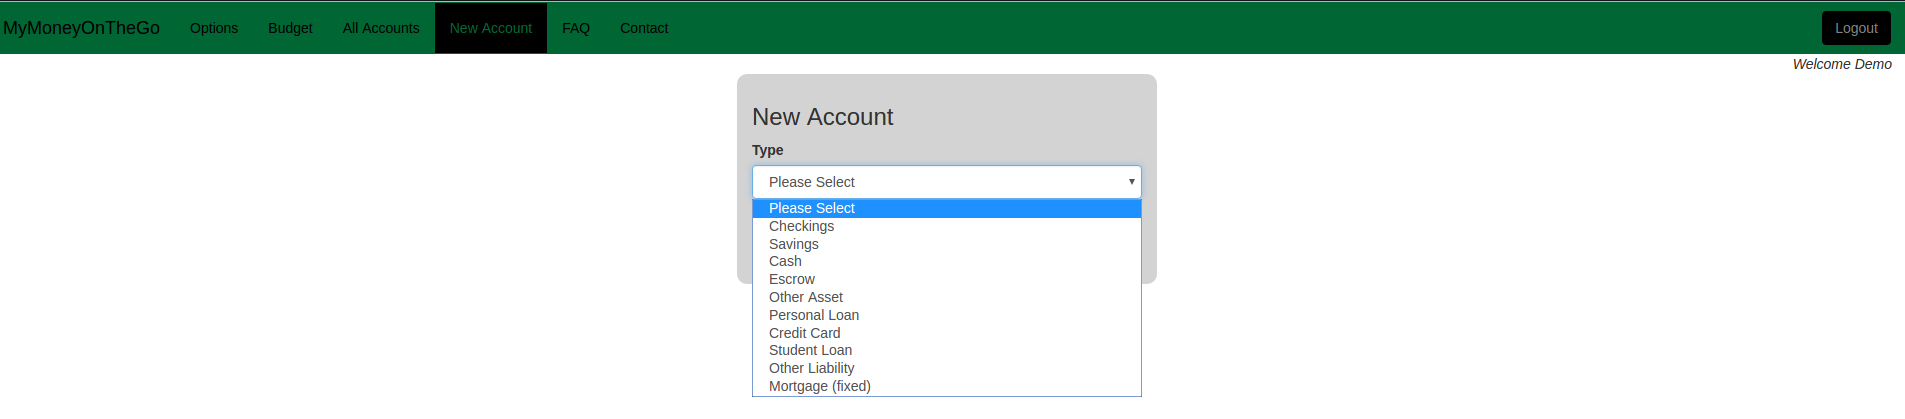 MyMoneyOnTheGo Options Budget All Accounts New Account FAQ Contact Logout
Welcome Demo
New Account
Type
Please Select
Please Select
Checkings
Savings
Cash
Escrow
Other Asset
Personal Loan
Credit Card
Student Loan
Other Liability
Mortgage (fixed)